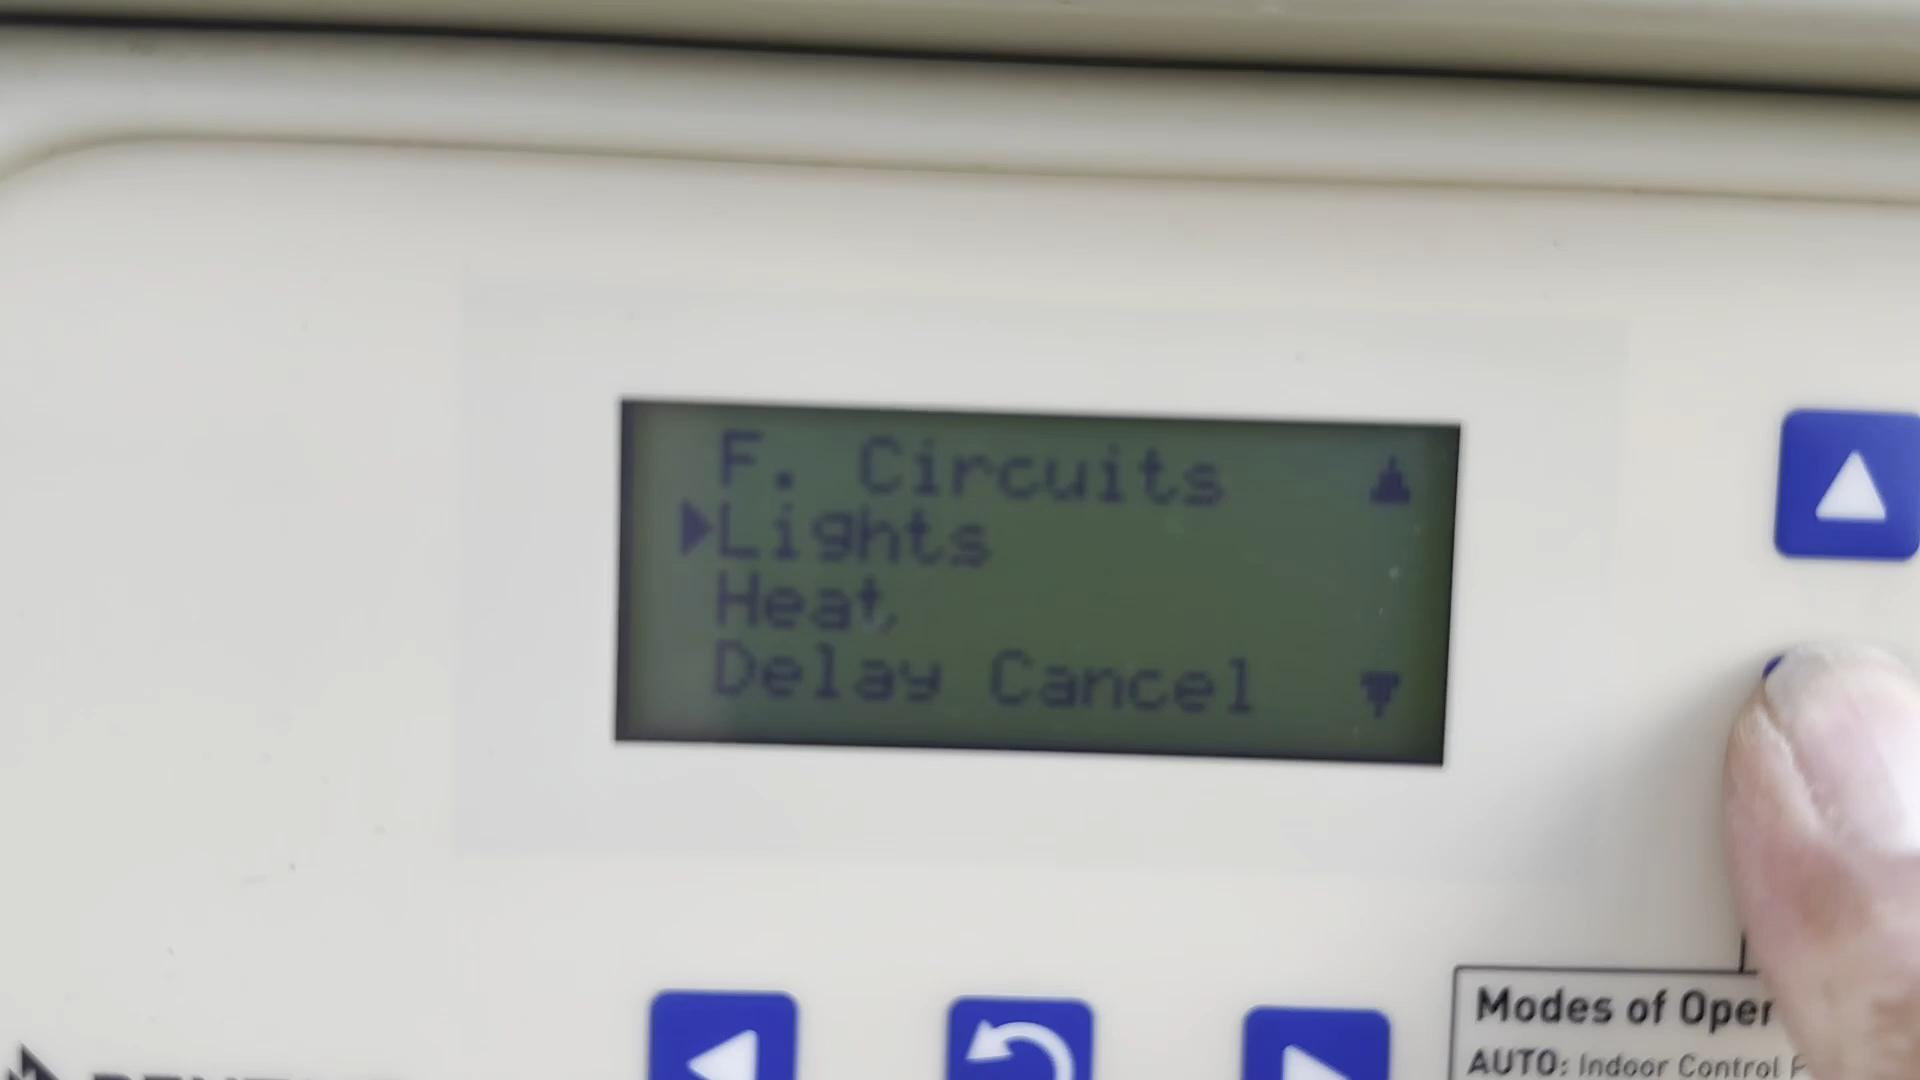 F. Circuits
Lights
Heat
Delay Cancel
Modes of Oper
AUTO: Indoor Control